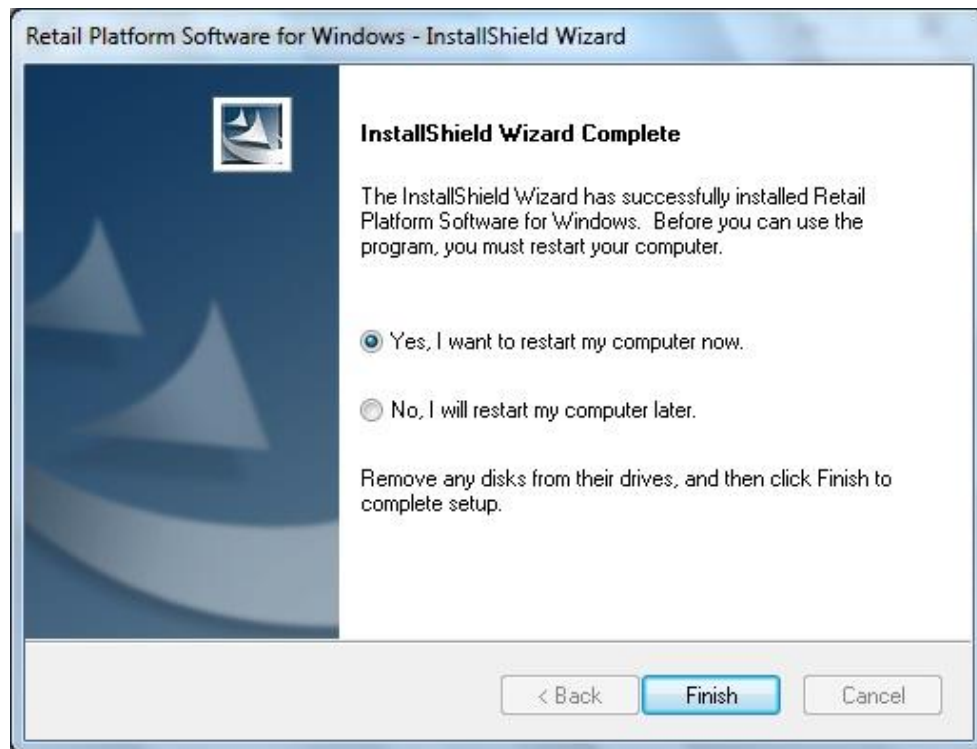 Retail Platform Software for Windows - InstallShield Wizard
InstallShield Wizard Complete
The InstallShield Wizard has successfully installed Retail
Platform Software for Windows.  Before you can use the
program, you must restart your computer.
Yes, I want to restart my computer now.
No, I will restart my computer later.
Remove any disks from their drives, and then click Finish to
complete setup.
< Back
Finish
Cancel